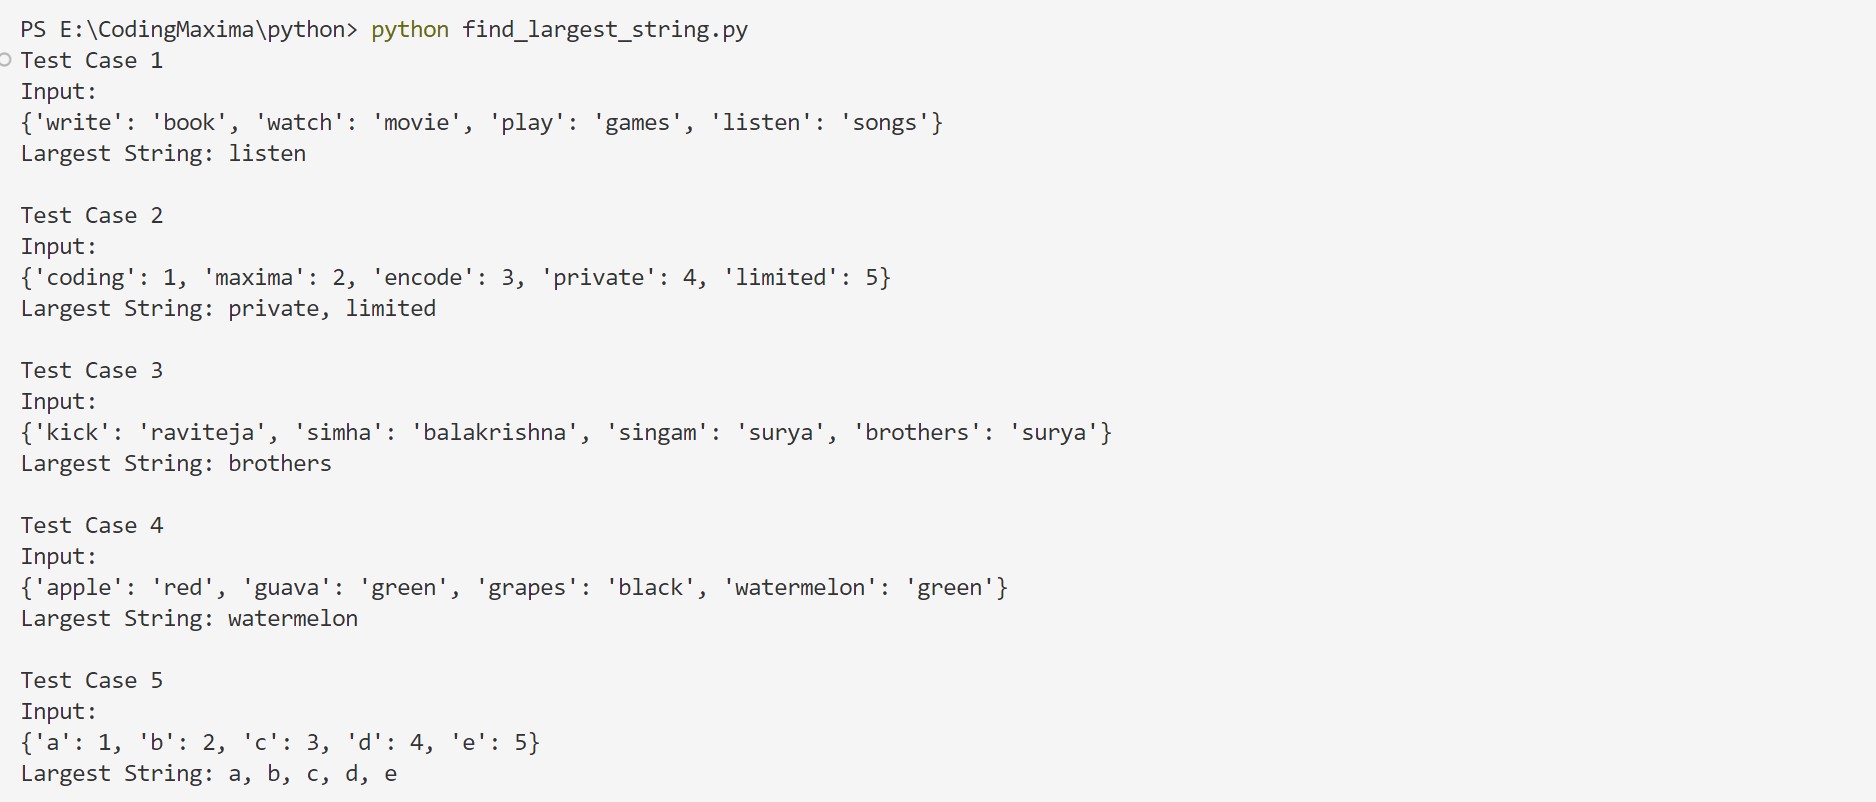 PS E:\CodingMaxima\python> python find_largest_string.py
Test Case 1
Input:
{'write': 'book', 'watch': 'movie', 'play': 'games', 'listen': 'songs'}
Largest String: listen
Test Case 2
Input:
{'coding': 1, 'maxima': 2, 'encode': 3, 'private': 4, 'limited': 5}
Largest String: private, limited
Test Case 3
Input:
{'kick': 'raviteja', 'simha': 'balakrishna', 'singam': 'surya', 'brothers': 'surya'}
Largest String: brothers
Test Case 4
Input:
{'apple': 'red', 'guava': 'green', 'grapes': 'black', 'watermelon': 'green'}
Largest String: watermelon
Test Case 5
Input:
{'a': 1, 'b': 2, 'c': 3, 'd': 4, 'e': 5}
Largest String: a, b, c, d, e